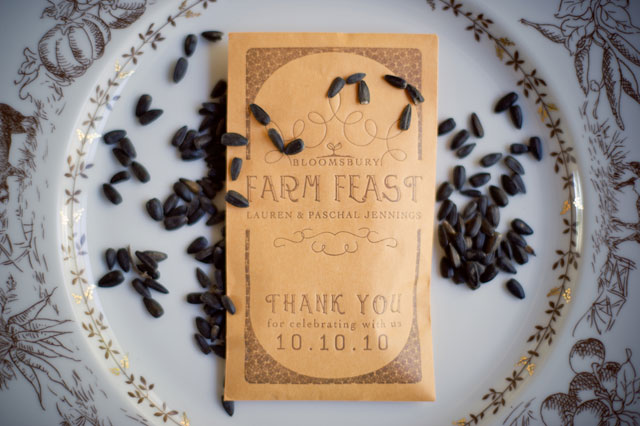 BLOOMSBURY
FARM FEAST
LAUREN & PASCHAL JENNINGS
THANK YOU
for celebrating with us
10.10.10